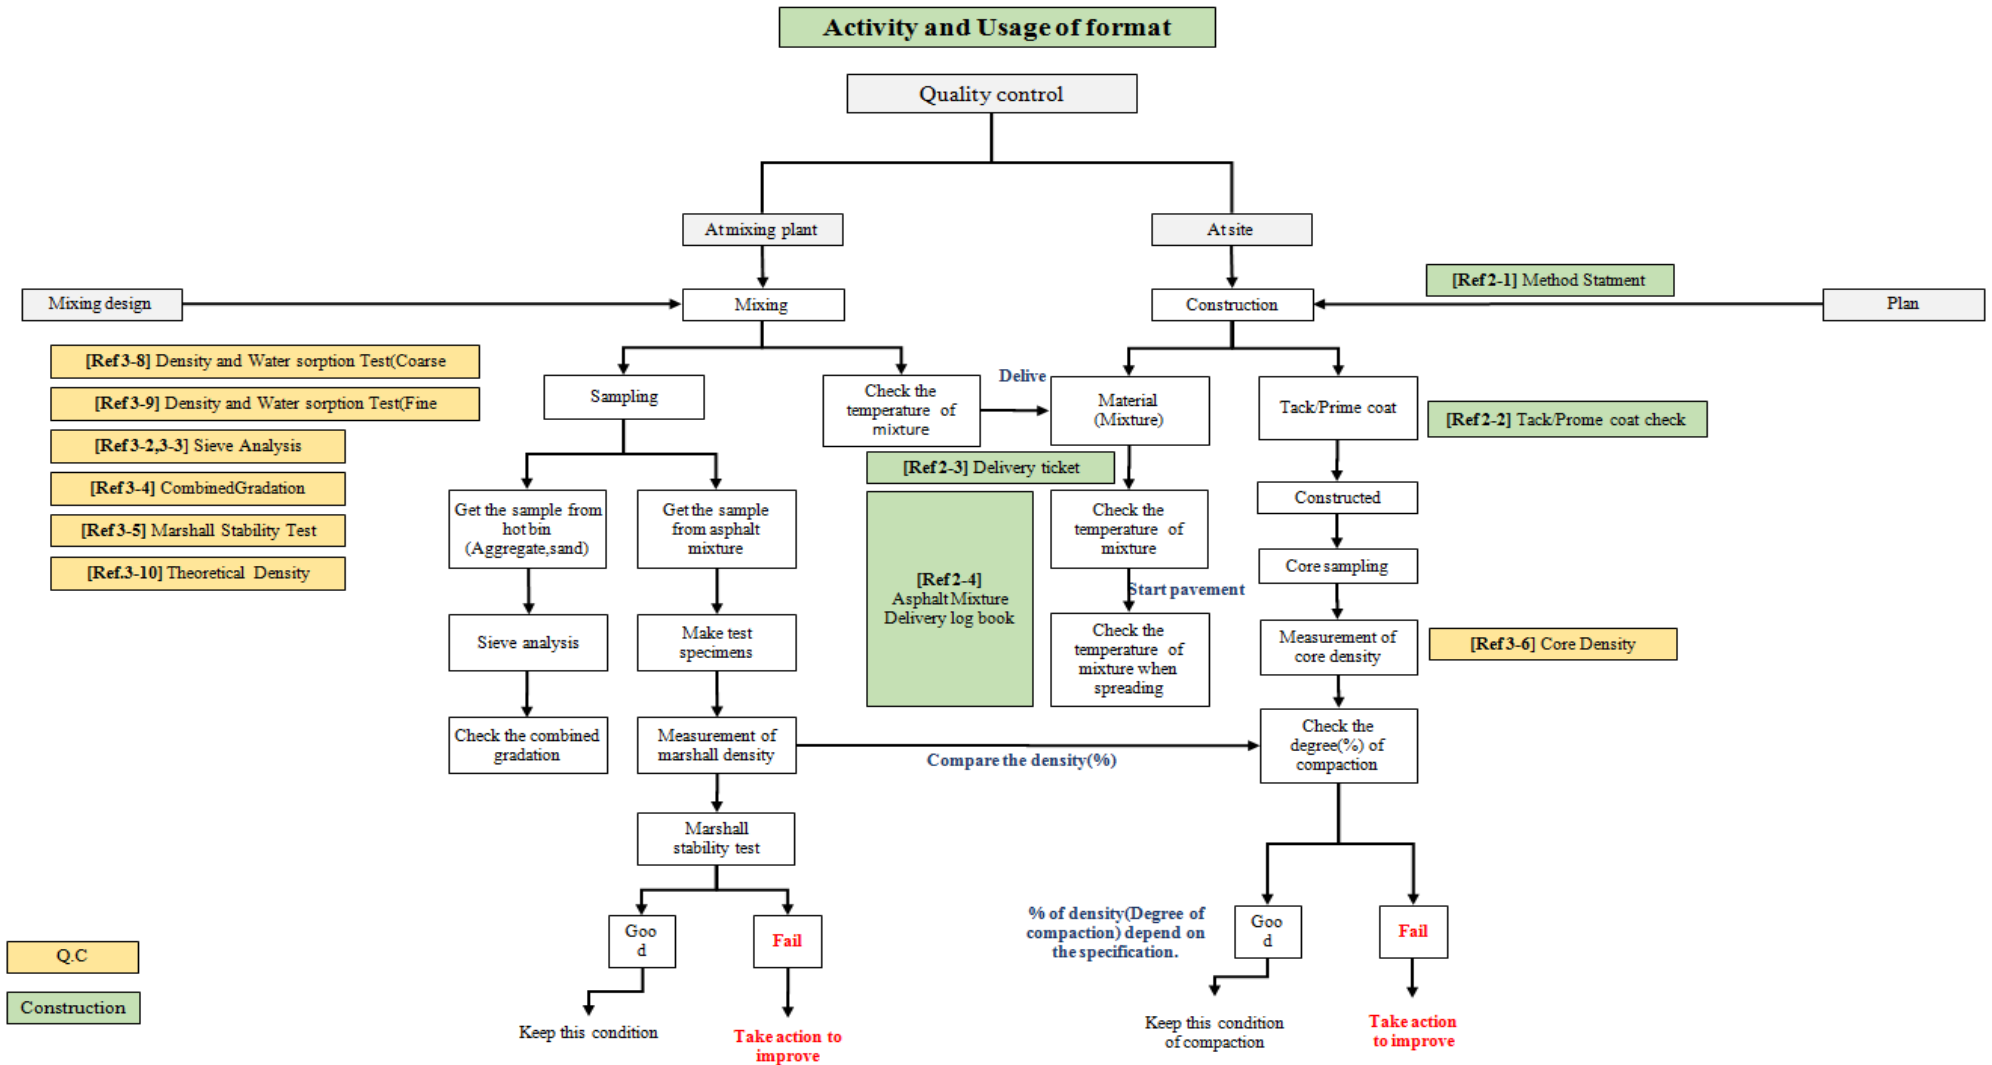 Activity and Usage of format
Quality control
At mixing plant
At site
[Ref 2-1] Method Statment
Mixing design
Mixing
Construction
Plan
[Ref 3-8] Density and Water sorption Test(Coarse
[Ref 3-9] Density and Water sorption Test(Fine
[Ref 3-2,3-3] Sieve Analysis
[Ref 3-4] CombinedGradation
[Ref 3-5] Marshall Stability Test
[Ref.3-10] Theoretical Density
Sampling
Check the
temperature of
mixture
Delive
Material
(Mixture)
Tack/Prime coat
[Ref 2-2] Tack/Prome coat check
[Ref 2-3] Delivery ticket
Get the sample from
hot bin
(Aggregate,sand)
Get the sample
from asphalt
mixture
[Ref 2-4]
Asphalt Mixture
Delivery log book
Check the
temperature of
mixture
Constructed
Core sampling
Start pavement
Sieve analysis
Make test
specimens
Check the
temperature of
mixture when
spreading
Measurement of
core density
[Ref 3-6] Core Density
Check the combined
gradation
Measurement of
marshall density
Compare the density(%)
Check the
degree(%) of
compaction
Marshall
stability test
Goo
d
Fail
% of density(Degree of
compaction) depend on
the specification.
Goo
d
Fail
Q.C
Construction
Keep this condition
Take action to
improve
Keep this condition
of compaction
Take action
to improve